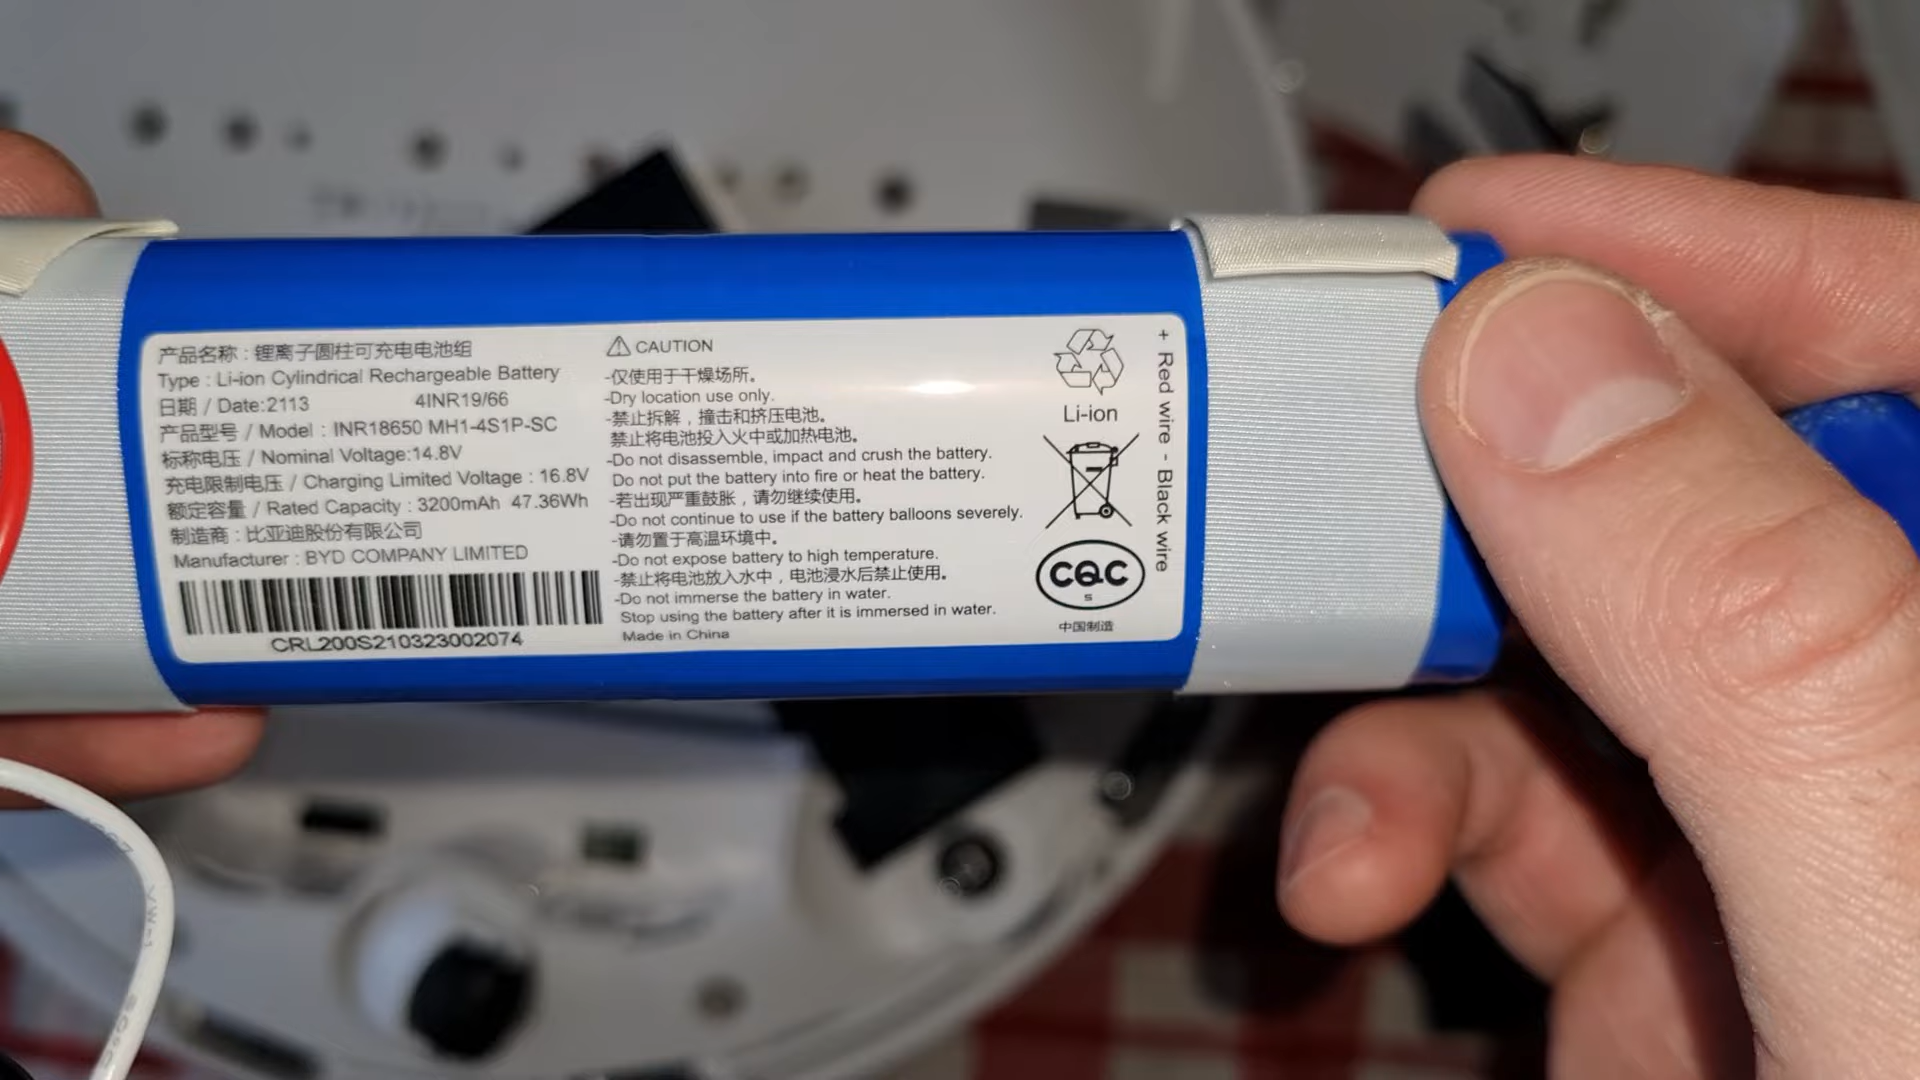 产品名称：锂离子圆柱可充电电池组
Type : Li-ion Cylindrical Rechargeable Battery
日期 / Date:2113 4INR19/66
产品型号 / Model : INR18650 MH1-4S1P-SC
标称电压 / Nominal Voltage:14.8V
充电限制电压 / Charging Limited Voltage : 16.8V
额定容量 / Rated Capacity : 3200mAh 47.36Wh
制造商：比亚迪股份有限公司
Manufacturer : BYD COMPANY LIMITED
CRL200S210323002074
CAUTION
-仅使用于干燥场所。
-Dry location use only.
-禁止拆解，撞击和挤压电池。
禁止将电池投入火中或加热电池。
-Do not disassemble, impact and crush the battery.
Do not put the battery into fire or heat the battery.
-若出现严重鼓胀，请勿继续使用。
-Do not continue to use if the battery balloons severely.
-请勿置于高温环境中。
-Do not expose battery to high temperature.
-禁止将电池放入水中，电池浸水后禁止使用。
-Do not immerse the battery in water.
Stop using the battery after it is immersed in water.
Made in China
Li-ion
CQC
S
中国制造
+ Red wire - Black wire